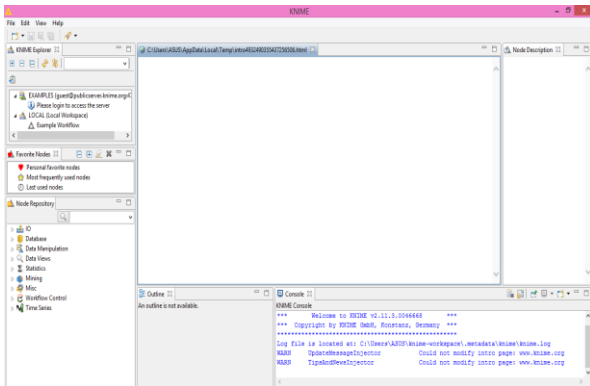 KNIME
File Edit View Help
KNIME Explorer
EXAMPLES (guest@publicserver.knime.org:4
Please login to access the server
LOCAL (Local Workspace)
Example Workflow
Favorite Nodes
Personal favorite nodes
Most frequently used nodes
Last used nodes
Node Repository
IO
Database
Data Manipulation
Data Views
Statistics
Mining
Misc
Workflow Control
Time Series
Node Description
Outline
An outline is not available.
Console
KNIME Console
*** Welcome to KNIME v2.11.3.0046668 ***
*** Copyright by KNIME GmbH, Konstanz, Germany ***
Log file is located at: C:\Users\ASUS\knime-workspace\.metadata\knime\knime.log
WARN UpdateMessageInjector Could not modify intro page: www.knime.org
WARN TipsAndNewsInjector Could not modify intro page: www.knime.org